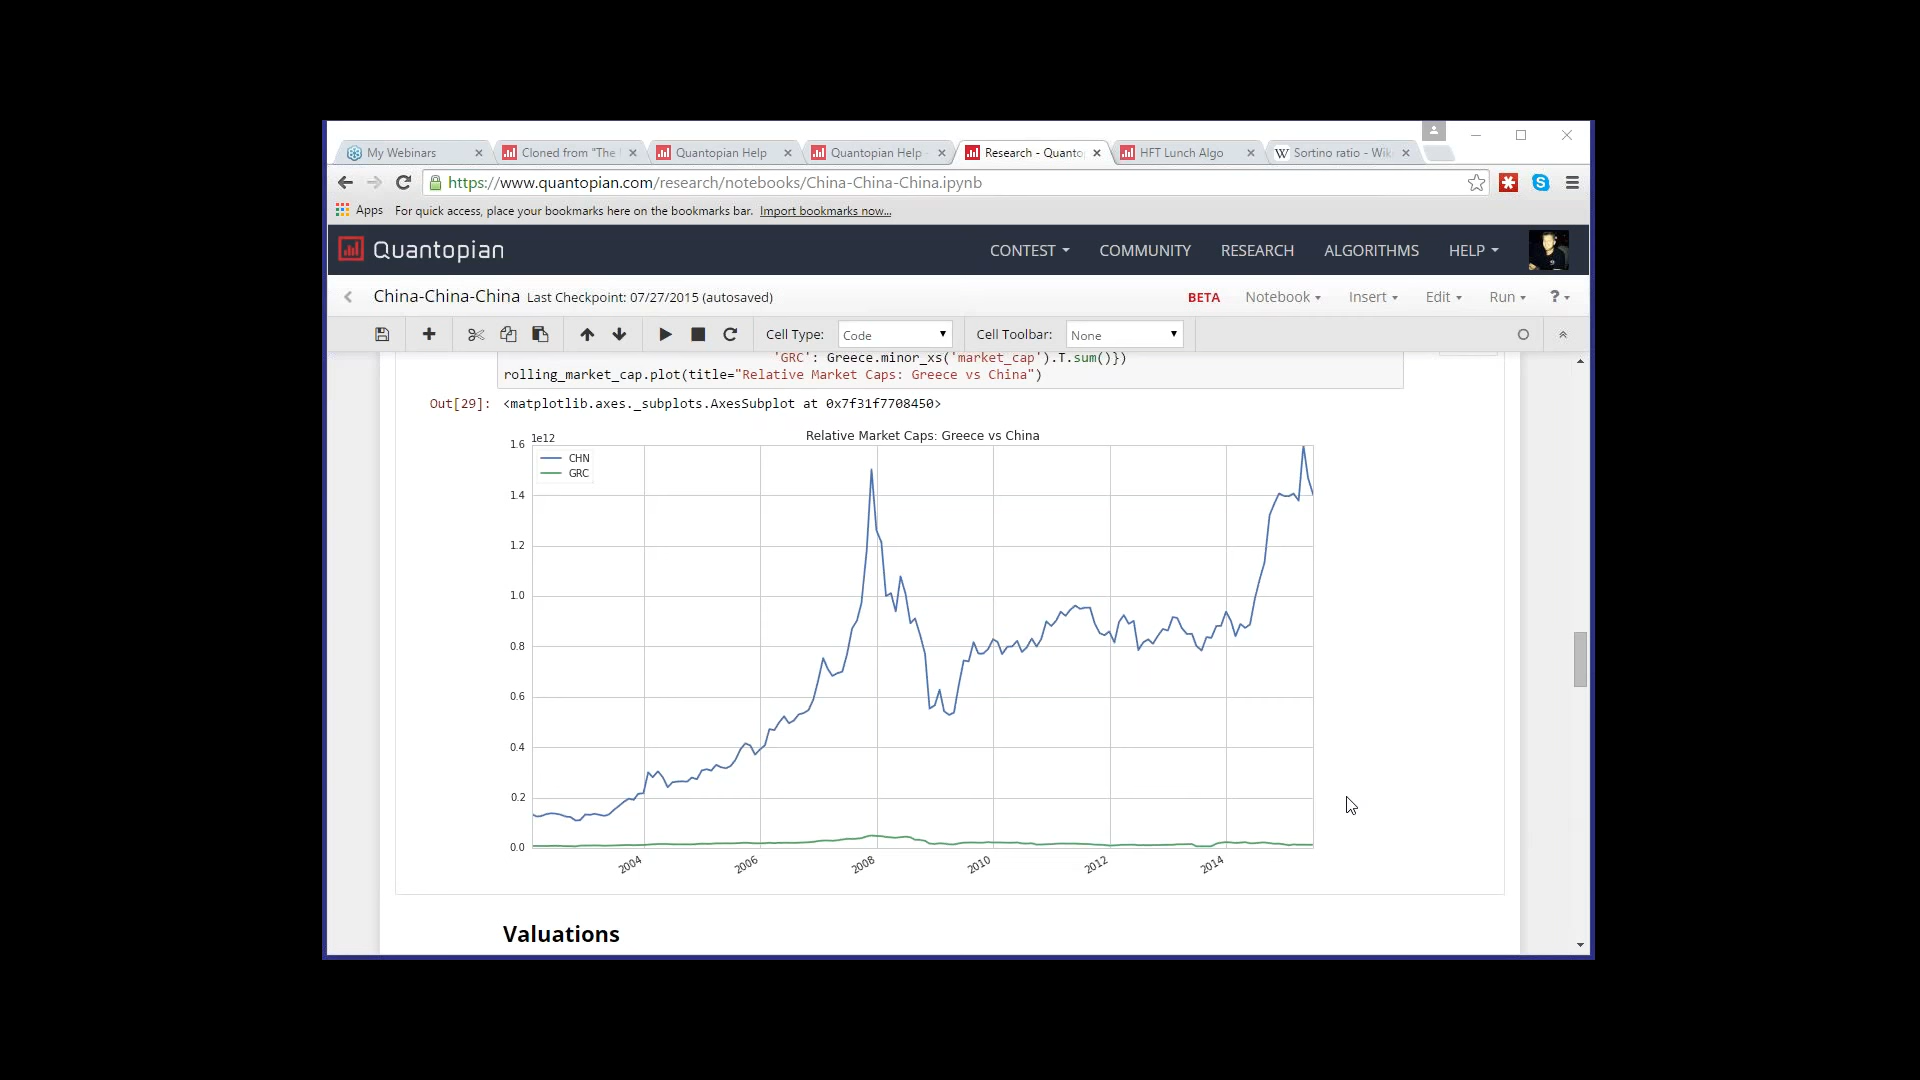 My Webinars
Cloned from "The
Quantopian Help
Quantopian Help
Research - Quanto
HFT Lunch Algo
W Sortino ratio - Wik
https://www.quantopian.com/research/notebooks/China-China-China.ipynb
Apps For quick access, place your bookmarks here on the bookmarks bar. Import bookmarks now...
Quantopian CONTEST COMMUNITY RESEARCH ALGORITHMS HELP
China-China-China Last Checkpoint: 07/27/2015 (autosaved) BETA Notebook Insert Edit Run ?
Cell Type: Code Cell Toolbar: None
'GRC': Greece.minor_xs('market_cap').T.sum()})
rolling_market_cap.plot(title="Relative Market Caps: Greece vs China")
Out[29]: <matplotlib.axes._subplots.AxesSubplot at 0x7f31f7708450>
Relative Market Caps: Greece vs China
1e12
1.6
CHN
GRC
1.4
1.2
1.0
0.8
0.6
0.4
0.2
0.0
2004 2006 2008 2010 2012 2014
Valuations